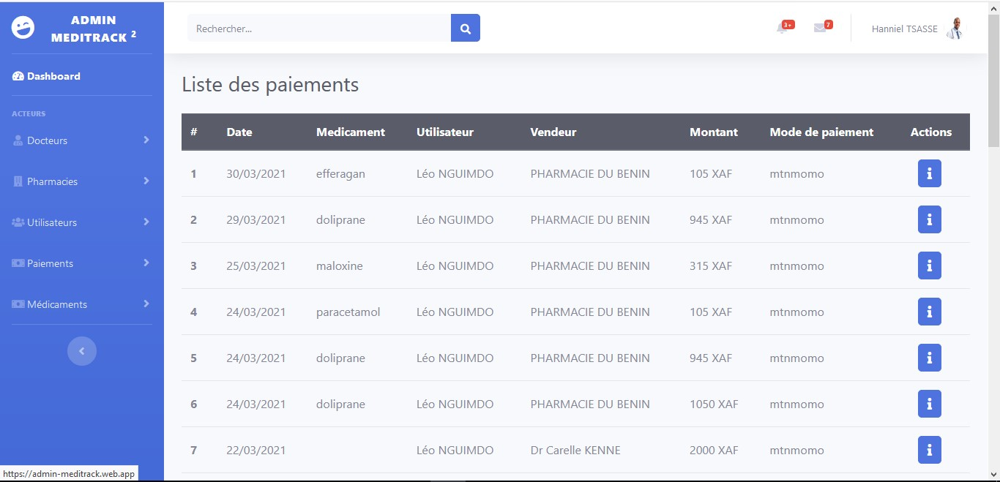 ADMIN
MEDITRACK 2
Rechercher...
3+
7
Hanniel TSASSE
Dashboard
ACTEURS
Docteurs
Pharmacies
Utilisateurs
Paiements
Médicaments
Liste des paiements
# Date Medicament Utilisateur Vendeur Montant Mode de paiement Actions
1 30/03/2021 efferagan Léo NGUIMDO PHARMACIE DU BENIN 105 XAF mtnmomo
2 29/03/2021 doliprane Léo NGUIMDO PHARMACIE DU BENIN 945 XAF mtnmomo
3 25/03/2021 maloxine Léo NGUIMDO PHARMACIE DU BENIN 315 XAF mtnmomo
4 24/03/2021 paracetamol Léo NGUIMDO PHARMACIE DU BENIN 105 XAF mtnmomo
5 24/03/2021 doliprane Léo NGUIMDO PHARMACIE DU BENIN 945 XAF mtnmomo
6 24/03/2021 doliprane Léo NGUIMDO PHARMACIE DU BENIN 1050 XAF mtnmomo
7 22/03/2021 Léo NGUIMDO Dr Carelle KENNE 2000 XAF mtnmomo
https://admin-meditrack.web.app